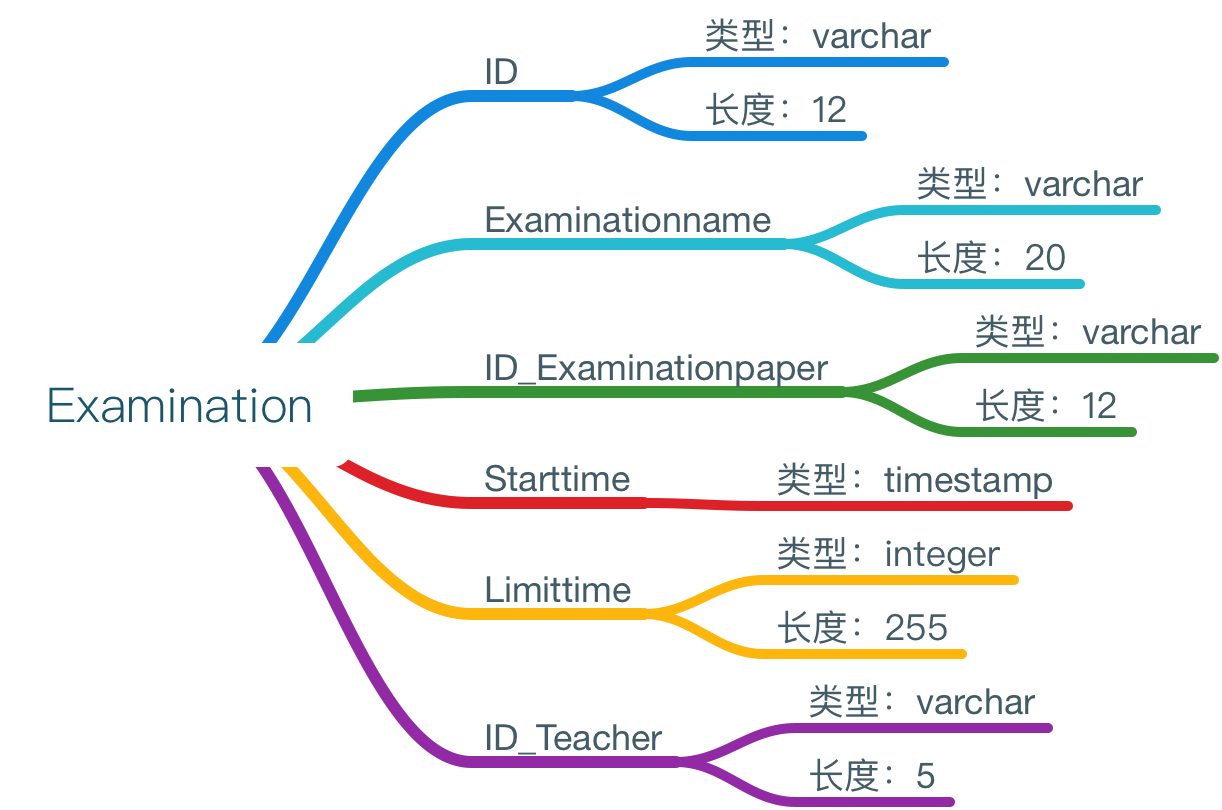 Examination
ID
类型：varchar
长度：12
Examinationname
类型：varchar
长度：20
ID_Examinationpaper
类型：varchar
长度：12
Starttime
类型：timestamp
Limittime
类型：integer
长度：255
ID_Teacher
类型：varchar
长度：5